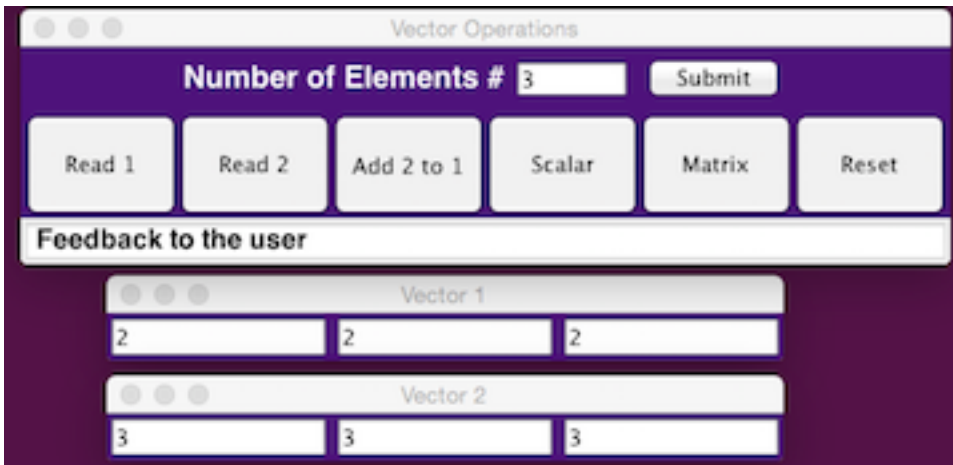 Vector Operations
Number of Elements # 3 Submit
Read 1 Read 2 Add 2 to 1 Scalar Matrix Reset
Feedback to the user
Vector 1
2 2 2
Vector 2
3 3 3